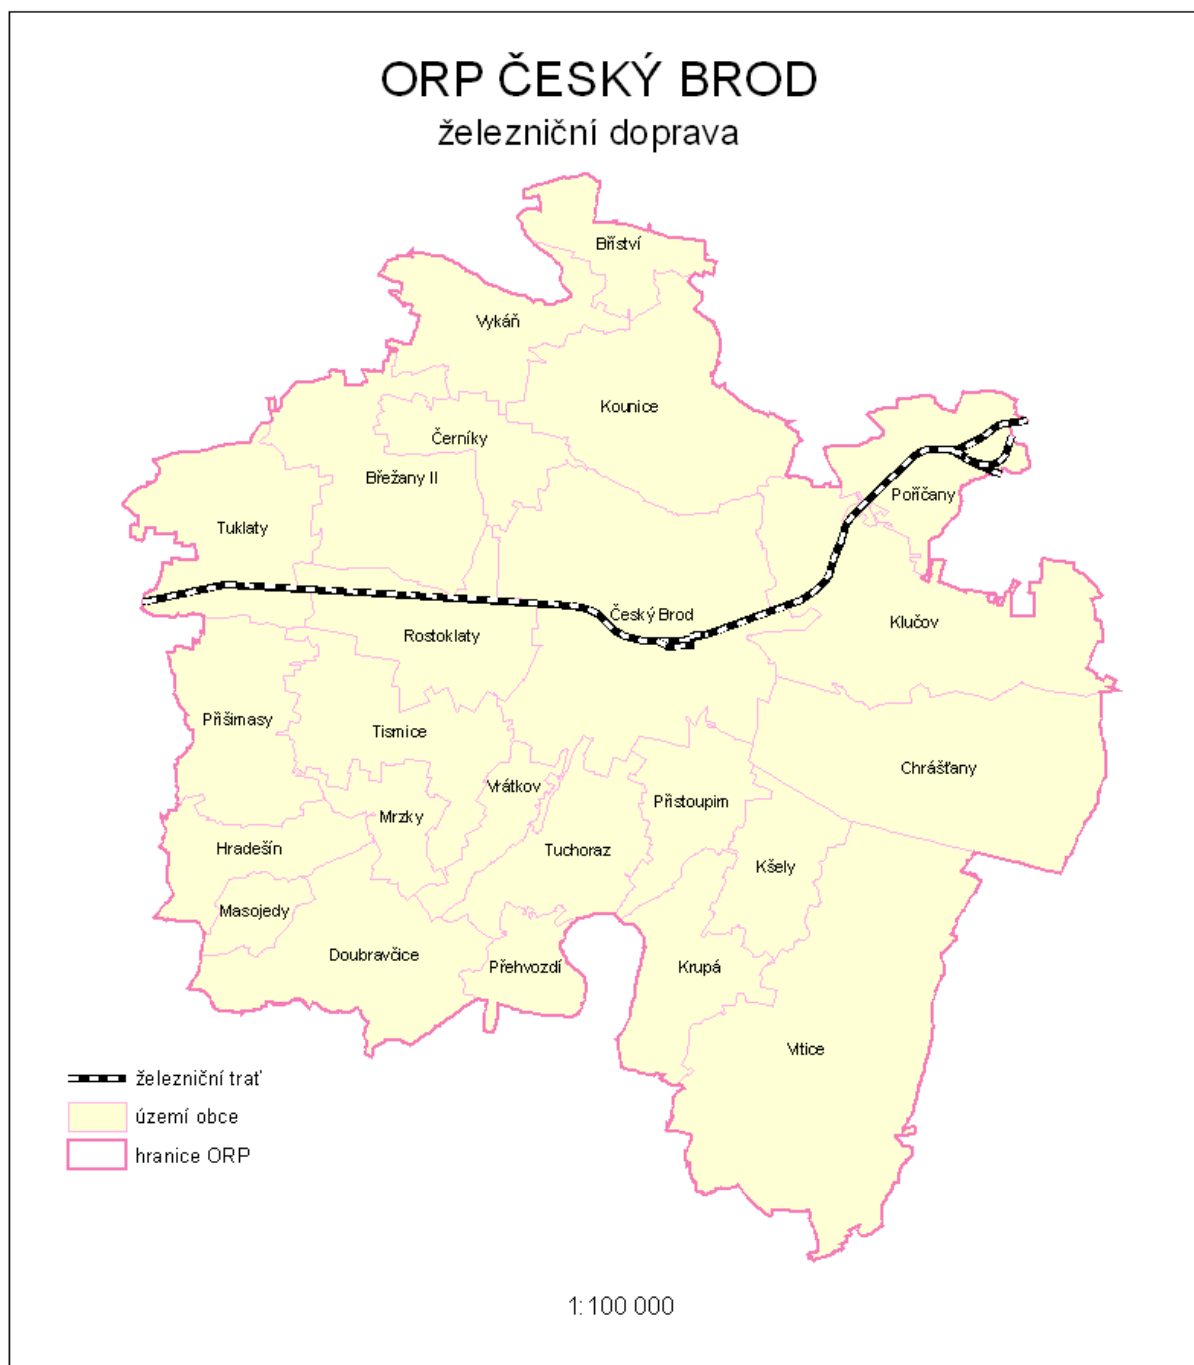 ORP ČESKÝ BROD
železniční doprava
Bříství
Vykáň
Kounice
Černíky
Břežany II
Poříčany
Tuklaty
Český Brod
Klučov
Rostoklaty
Přišimasy
Tismice
Chrášťany
Vrátkov
Přistoupim
Mrzky
Hradešín
Tuchoraz
Kšely
Masojedy
Doubravčice
Přehvozdí
Krupá
Vitice
železniční trať
území obce
hranice ORP
1:100 000